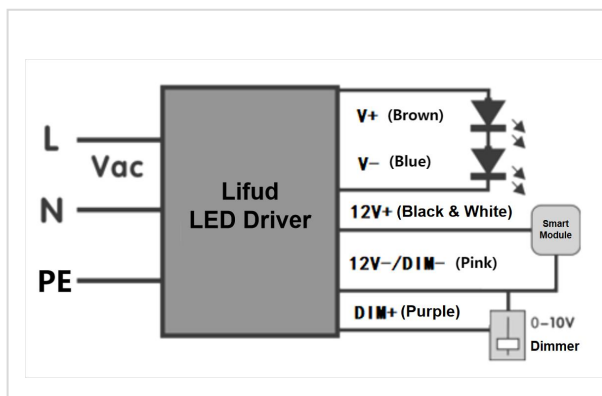 L
Vac
N
PE
Lifud
LED Driver
V+ (Brown)
V- (Blue)
12V+ (Black & White)
12V-/DIM- (Pink)
DIM+ (Purple)
Smart
Module
0-10V
Dimmer